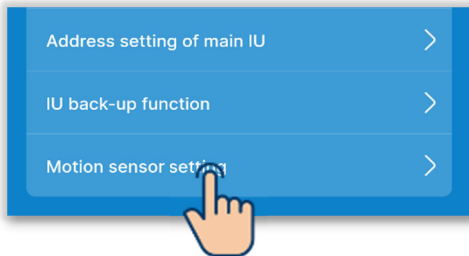 Address setting of main IU
IU back-up function
Motion sensor setting